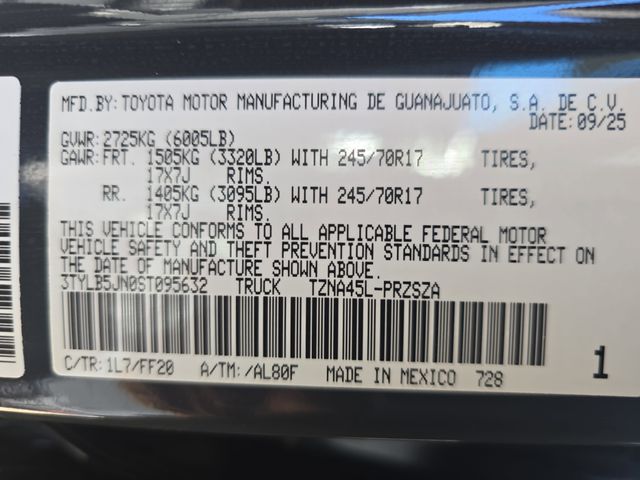 MFD.BY:TOYOTA MOTOR MANUFACTURING DE GUANAJUATO, S.A. DE C.V.
DATE:09/25
GVWR:2725KG (6005LB)
GAWR:FRT. 1505KG (3320LB) WITH 245/70R17 TIRES,
17X7J RIMS.
RR. 1405KG (3095LB) WITH 245/70R17 TIRES,
17X7J RIMS.
THIS VEHICLE CONFORMS TO ALL APPLICABLE FEDERAL MOTOR
VEHICLE SAFETY AND THEFT PREVENTION STANDARDS IN EFFECT ON
THE DATE OF MANUFACTURE SHOWN ABOVE.
3TYLB5JN0ST095632 TRUCK TZNA45L-PRZSZA
C/TR:1L7/FF20 A/TM:/AL80F MADE IN MEXICO 728
1